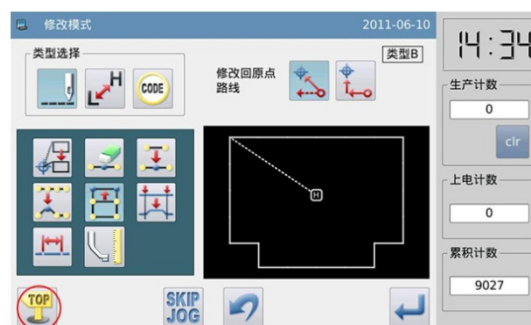 修改模式
2011-06-10
类型选择
L H
CODE
修改回原点
路线
类型B
H
TOP
SKIP
JOG
14:34
生产计数
0
clr
上电计数
0
累积计数
9027